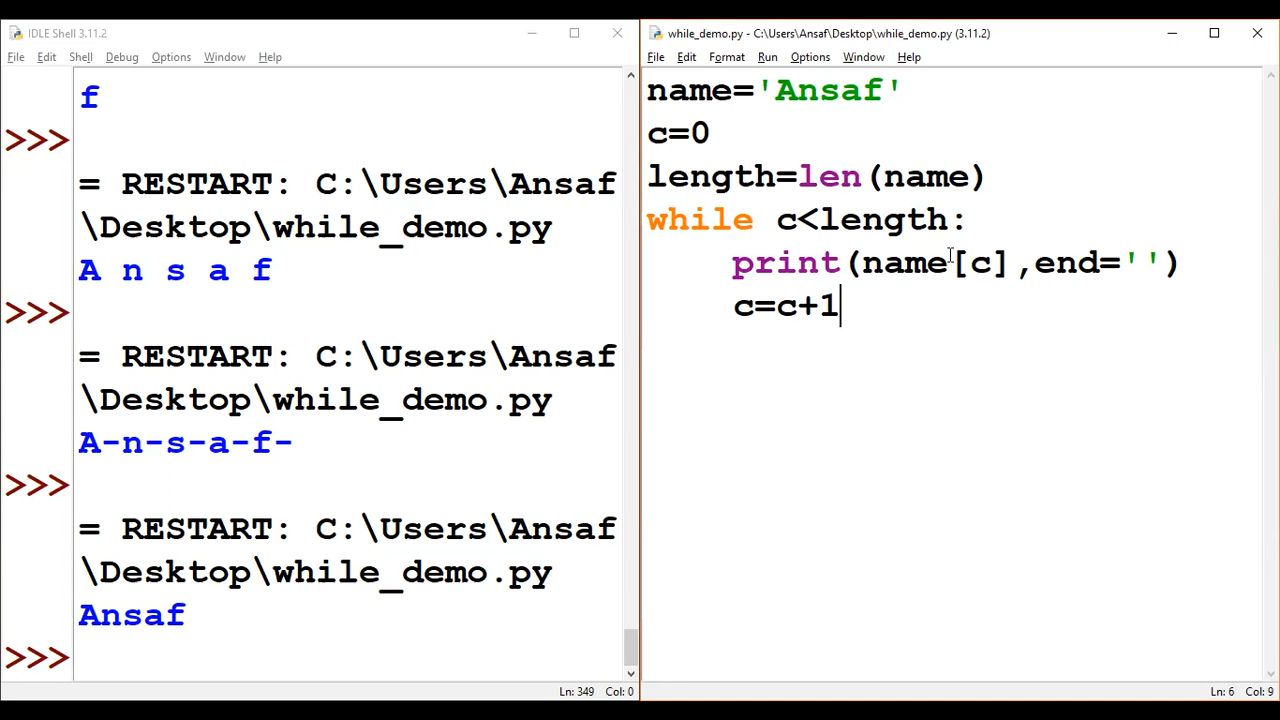 IDLE Shell 3.11.2
File Edit Shell Debug Options Window Help
f
>>>
= RESTART: C:\Users\Ansaf
\Desktop\while_demo.py
A n s a f
>>>
= RESTART: C:\Users\Ansaf
\Desktop\while_demo.py
A-n-s-a-f-
>>>
= RESTART: C:\Users\Ansaf
\Desktop\while_demo.py
Ansaf
>>>
Ln: 349 Col: 0
while_demo.py - C:\Users\Ansaf\Desktop\while_demo.py (3.11.2)
File Edit Format Run Options Window Help
name='Ansaf'
c=0
length=len(name)
while c<length:
    print(name[c],end='')
    c=c+1
Ln: 6 Col: 9